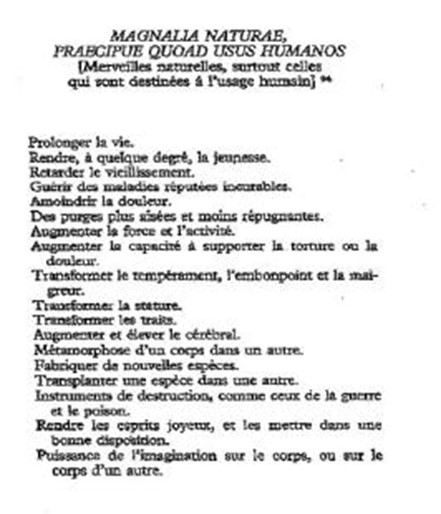 MAGNALIA NATURAE,
PRAECIPUE QUOAD USUS HUMANOS
[Merveilles naturelles, surtout celles
qui sont destinées à l'usage humain] 94
Prolonger la vie.
Rendre, à quelque degré, la jeunesse.
Retarder le vieillissement.
Guérir des maladies réputées incurables.
Amoindrir la douleur.
Des purges plus aisées et moins répugnantes.
Augmenter la force et l'activité.
Augmenter la capacité à supporter la torture ou la
douleur.
Transformer le tempérament, l'embonpoint et la mai-
greur.
Transformer la stature.
Transformer les traits.
Augmenter et élever le cérébral.
Métamorphose d'un corps dans un autre.
Fabriquer de nouvelles espèces.
Transplanter une espèce dans une autre.
Instruments de destruction, comme ceux de la guerre
et le poison.
Rendre les esprits joyeux, et les mettre dans une
bonne disposition.
Puissance de l'imagination sur le corps, ou sur le
corps d'un autre.